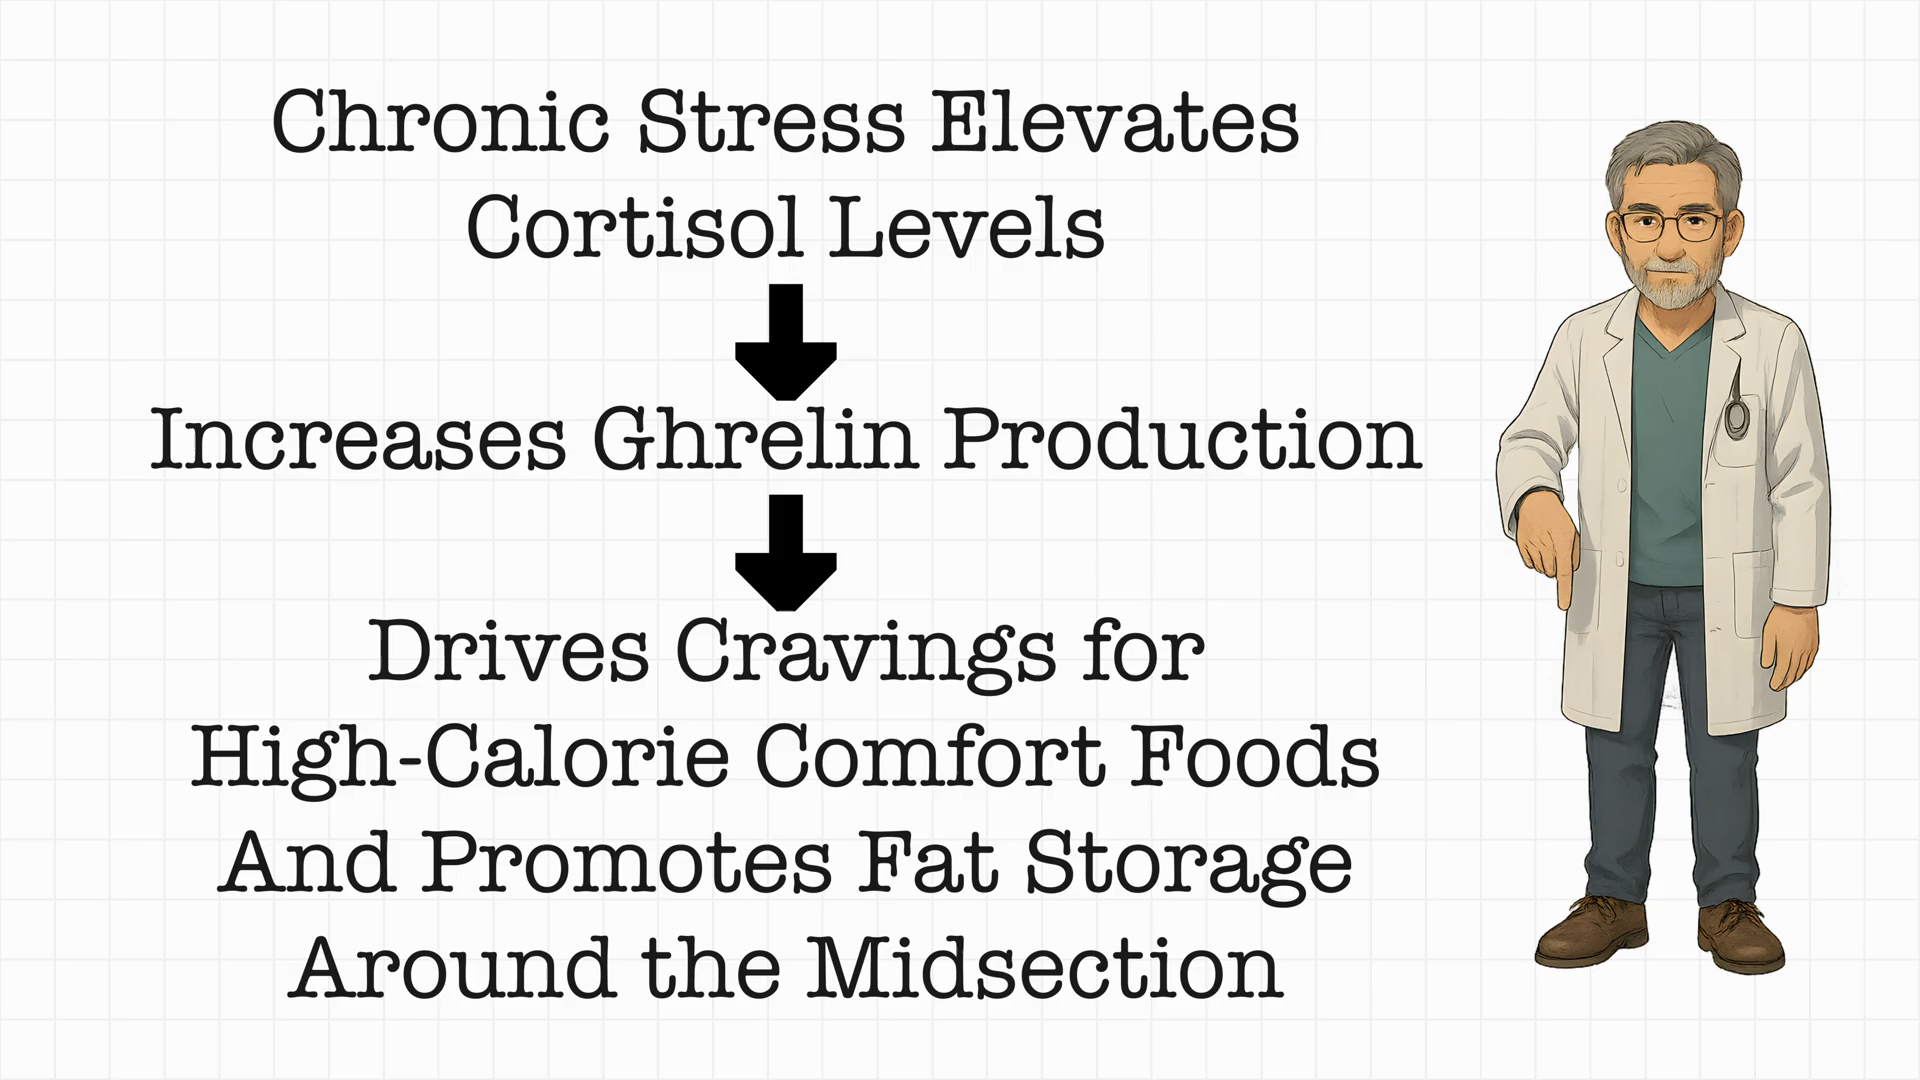 Chronic Stress Elevates
Cortisol Levels
Increases Ghrelin Production
Drives Cravings for
High-Calorie Comfort Foods
And Promotes Fat Storage
Around the Midsection